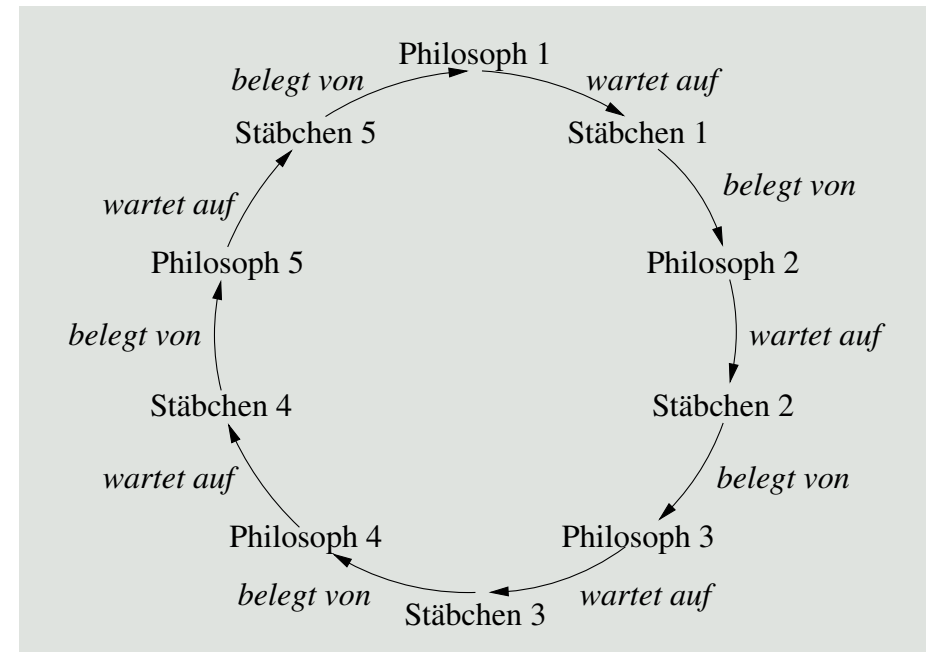 Philosoph 1
belegt von
wartet auf
Stäbchen 5
Stäbchen 1
belegt von
wartet auf
Philosoph 5
Philosoph 2
belegt von
wartet auf
Stäbchen 4
Stäbchen 2
wartet auf
belegt von
Philosoph 4
Philosoph 3
belegt von
wartet auf
Stäbchen 3